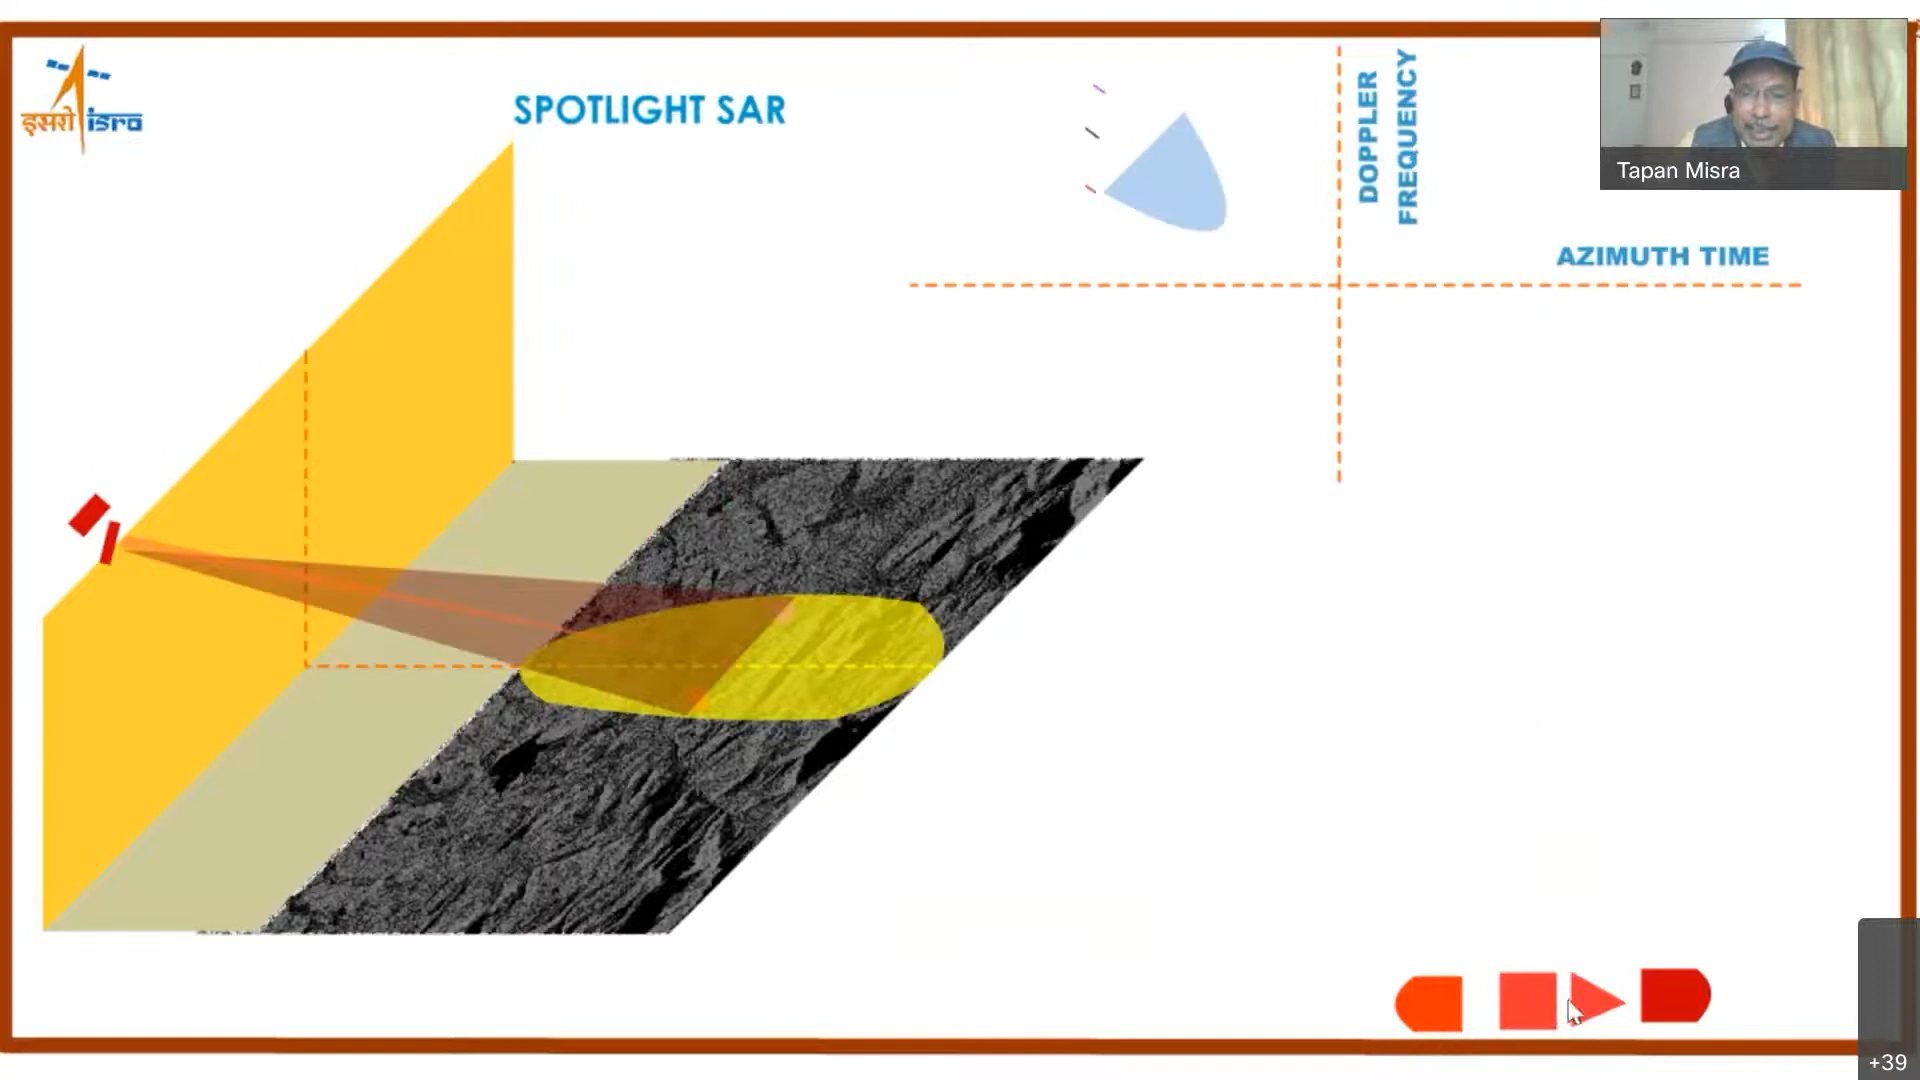 इसरो isro
SPOTLIGHT SAR
DOPPLER
FREQUENCY
AZIMUTH TIME
Tapan Misra
+39